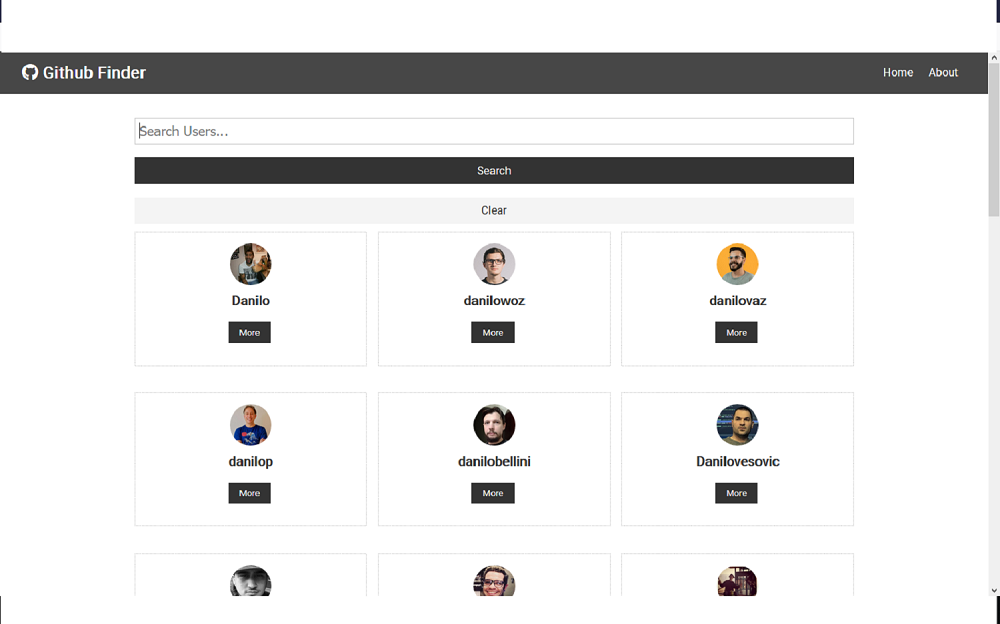 Github Finder
Home About
Search Users...
Search
Clear
Danilo danilowoz danilovaz
More More More
danilop danilobellini Danilovesovic
More More More